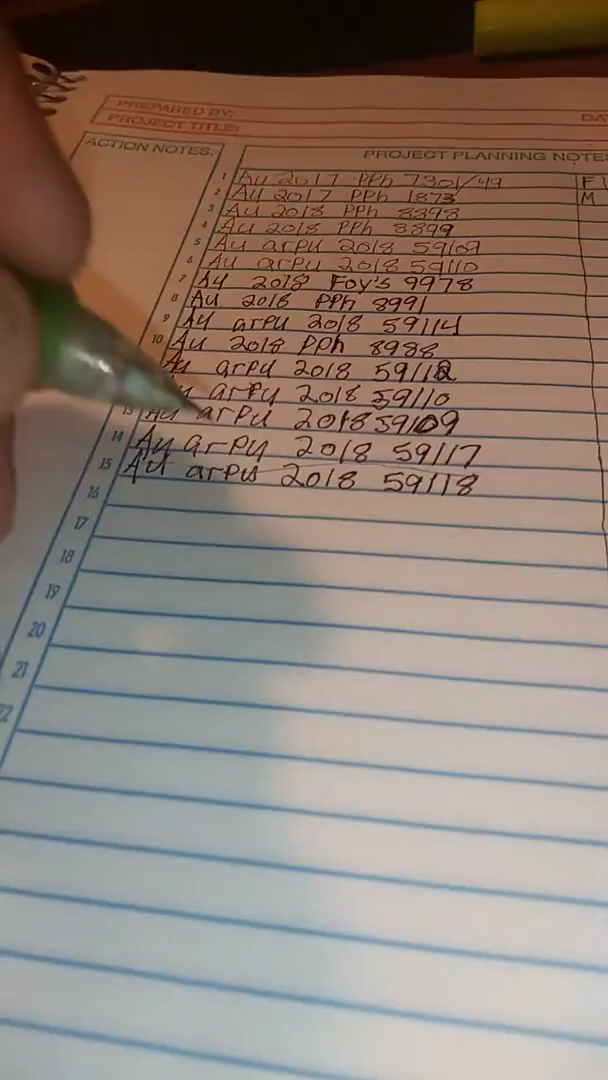 PREPARED BY:
PROJECT TITLE:
DA
ACTION NOTES:
PROJECT PLANNING NOTE
1 Au 2017 PPh 7301/49 F
2 Au 2017 PPh 1873 M
3 Au 2018 PPh 8898
4 Au 2018 PPh 8899
5 Au arpu 2018 59109
6 Au arpu 2018 59110
7 Au 2018 Foy's 9978
8 Au 2018 PPh 8991
9 Au arpu 2018 59114
10 Au 2018 PPh 8988
Au arpu 2018 59112
arpu 2018 59110
13 Au arpu 2018 59109
14 Au arpu 2018 59117
15 Au arpu 2018 59118
16
17
18
19
20
21
22